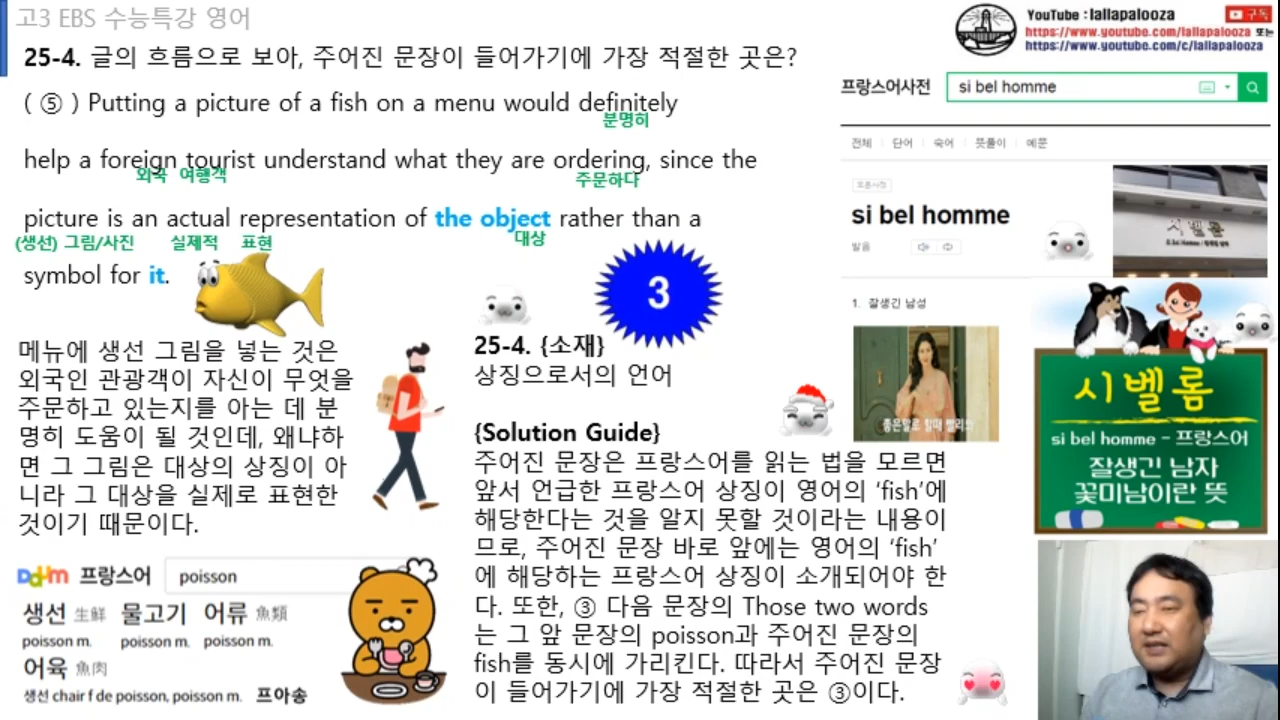 고3 EBS 수능특강 영어
25-4. 글의 흐름으로 보아, 주어진 문장이 들어가기에 가장 적절한 곳은?
( ⑤ ) Putting a picture of a fish on a menu would definitely
분명히
help a foreign tourist understand what they are ordering, since the
외국 여행객 주문하다
picture is an actual representation of the object rather than a
(생선) 그림/사진 실제적 표현 대상
symbol for it.
3
메뉴에 생선 그림을 넣는 것은
외국인 관광객이 자신이 무엇을
주문하고 있는지를 아는 데 분
명히 도움이 될 것인데, 왜냐하
면 그 그림은 대상의 상징이 아
니라 그 대상을 실제로 표현한
것이기 때문이다.
Daum 프랑스어 poisson
생선 生鮮 물고기 어류 魚類
poisson m. poisson m. poisson m.
어육 魚肉
생선 chair f de poisson, poisson m. 프아송
25-4. {소재}
상징으로서의 언어
{Solution Guide}
주어진 문장은 프랑스어를 읽는 법을 모르면
앞서 언급한 프랑스어 상징이 영어의 ‘fish’에
해당한다는 것을 알지 못할 것이라는 내용이
므로, 주어진 문장 바로 앞에는 영어의 ‘fish’
에 해당하는 프랑스어 상징이 소개되어야 한
다. 또한, ③ 다음 문장의 Those two words
는 그 앞 문장의 poisson과 주어진 문장의
fish를 동시에 가리킨다. 따라서 주어진 문장
이 들어가기에 가장 적절한 곳은 ③이다.
YouTube : lallapalooza 구독
https://www.youtube.com/lallapalooza 또는
https://www.youtube.com/c/lallapalooza
프랑스어사전 si bel homme
전체 단어 숙어 뜻풀이 예문
오픈사전
si bel homme
발음
시벨롬
1. 잘생긴 남성
좋은말로 할때 빨리와
시벨롬
si bel homme - 프랑스어
잘생긴 남자
꽃미남이란 뜻